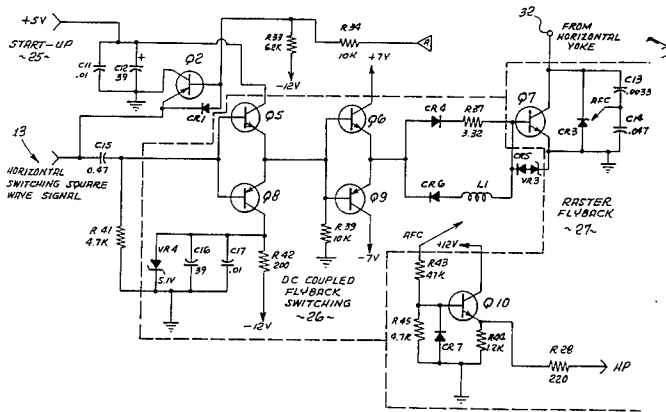 +5V
START-UP
~25~
C11
.01
C12
39
+
Q2
CR1
R33
62K
-12V
R34
10K
A
+7V
32
FROM
HORIZONTAL
YOKE
Q5
Q6
CR4
R37
3.32
Q7
CR3
AFC
C13
.0033
C14
.047
13
C15
0.47
HORIZONTAL
SWITCHING SQUARE
WAVE SIGNAL
Q8
Q9
CR6
L1
CR5
VR3
RASTER
FLYBACK
~27~
R41
4.7K
R39
10K
-7V
VR4
5.1V
C16
39
C17
.01
R42
200
-12V
DC COUPLED
FLYBACK
SWITCHING
~26~
AFC
+12V
R43
47K
Q10
R45
4.7K
CR7
R44
12K
R28
220
HP